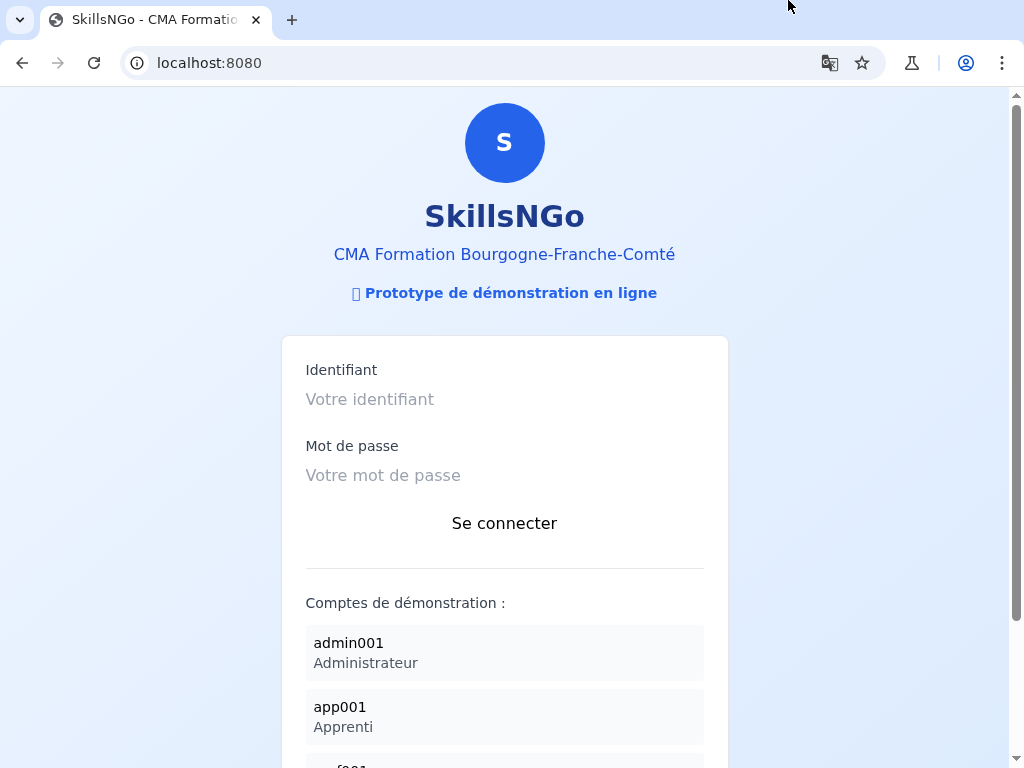 SkillsNGo - CMA Formatio
localhost:8080
S
SkillsNGo
CMA Formation Bourgogne-Franche-Comté
Prototype de démonstration en ligne
Identifiant
Votre identifiant
Mot de passe
Votre mot de passe
Se connecter
Comptes de démonstration :
admin001
Administrateur
app001
Apprenti